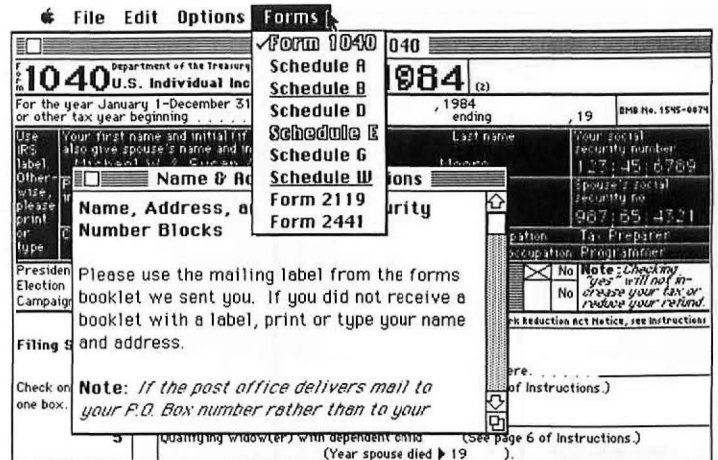 File Edit Options Forms
Form 1040
Schedule A
Schedule B
Schedule D
Schedule E
Schedule G
Schedule W
Form 2119
Form 2441
040
Form 1040
Department of the Treasury
U.S. Individual Inc
1984 (2)
For the year January 1-December 31
or other tax year beginning
, 1984
ending
, 19
OMB No. 1545-0074
Use
IRS
label.
Other-
wise,
please
print
or
type
Your first name and initial (if
also give spouse's name and in
Last name
Your social
security number
123 45 6789
Spouse's social
security no.
987 65 4321
pation Tax Preparer
occupation Programmer
Name & Ad ions
Name, Address, a urity
Number Blocks
Please use the mailing label from the forms
booklet we sent you. If you did not receive a
booklet with a label, print or type your name
and address.
Note: If the post office delivers mail to
your P.O. Box number rather than to your
Presiden
Election
Campaign
No
No
Note: Checking
"yes" will not in-
crease your tax or
reduce your refund.
rk Reduction Act Notice, see Instructions
Filing S
Check on
one box.
ere.
of Instructions.)
5 Qualifying widow(er) with dependent child (See page 6 of Instructions.)
(Year spouse died ▶ 19 ).